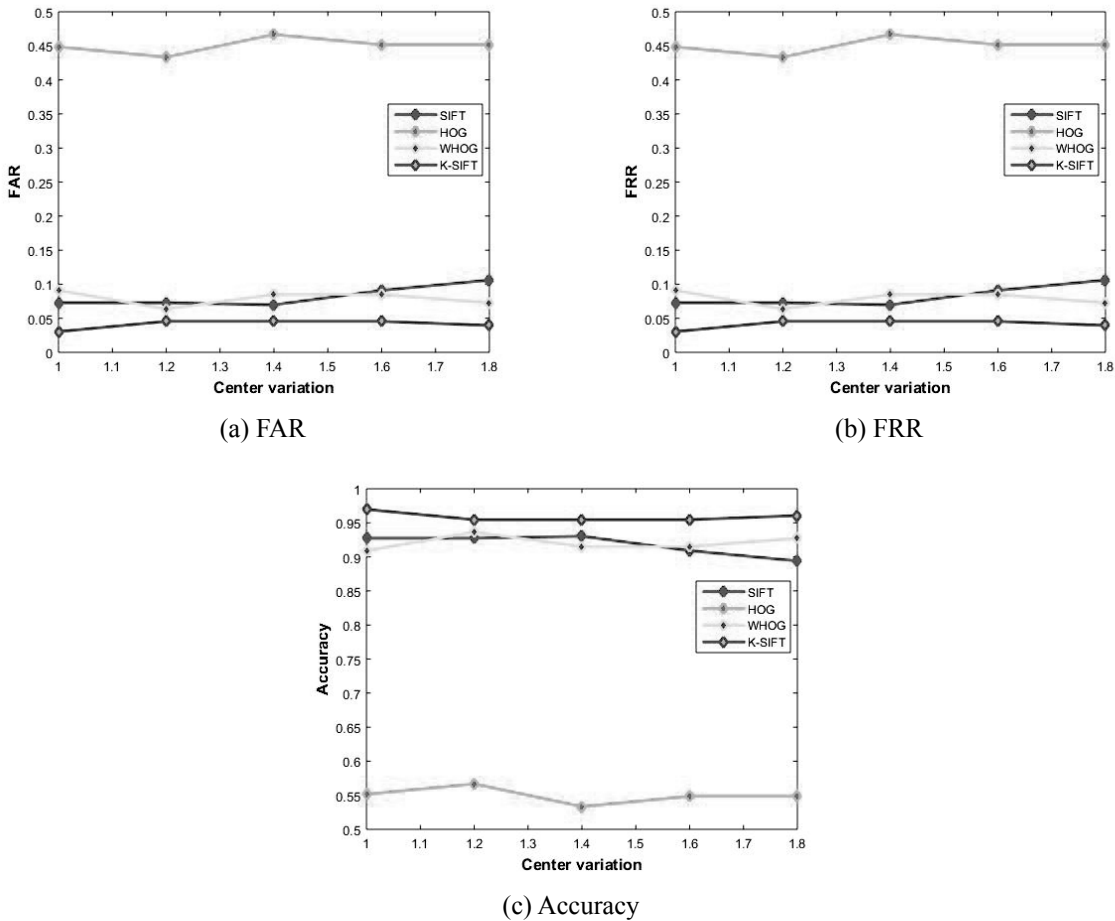 0.5
0.45
0.4
0.35
0.3
0.25
0.2
0.15
0.1
0.05
0
FAR
SIFT
HOG
WHOG
K-SIFT
1 1.1 1.2 1.3 1.4 1.5 1.6 1.7 1.8
Center variation
(a) FAR
0.5
0.45
0.4
0.35
0.3
0.25
0.2
0.15
0.1
0.05
0
FRR
SIFT
HOG
WHOG
K-SIFT
1 1.1 1.2 1.3 1.4 1.5 1.6 1.7 1.8
Center variation
(b) FRR
1
0.95
0.9
0.85
0.8
0.75
0.7
0.65
0.6
0.55
0.5
Accuracy
SIFT
HOG
WHOG
K-SIFT
1 1.1 1.2 1.3 1.4 1.5 1.6 1.7 1.8
Center variation
(c) Accuracy